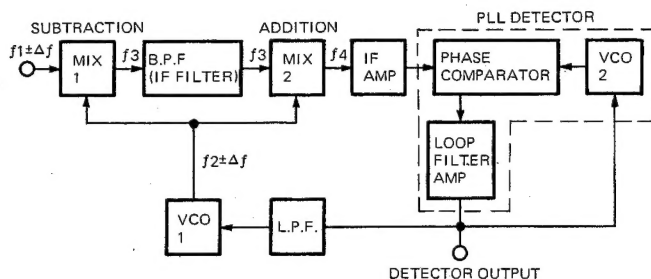 PLL DETECTOR
SUBTRACTION
ADDITION
f1±Δf
MIX
1
f3
B.P.F
(IF FILTER)
f3
MIX
2
f4
IF
AMP
PHASE
COMPARATOR
VCO
2
f2±Δf
LOOP
FILTER
AMP
VCO
1
L.P.F.
DETECTOR OUTPUT